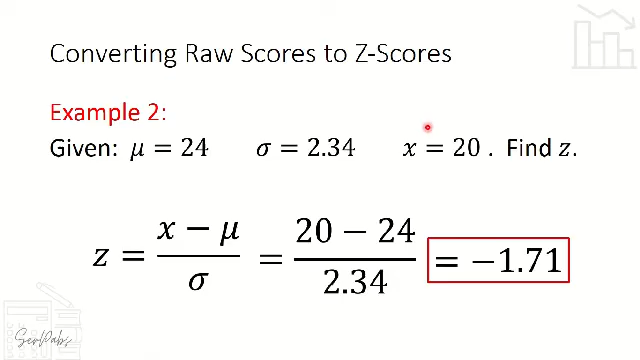 Converting Raw Scores to Z-Scores
Example 2:
Given: μ = 24 σ = 2.34 x = 20 . Find z.
z = (x − μ)/σ = (20 − 24)/2.34 = −1.71
SerPabs